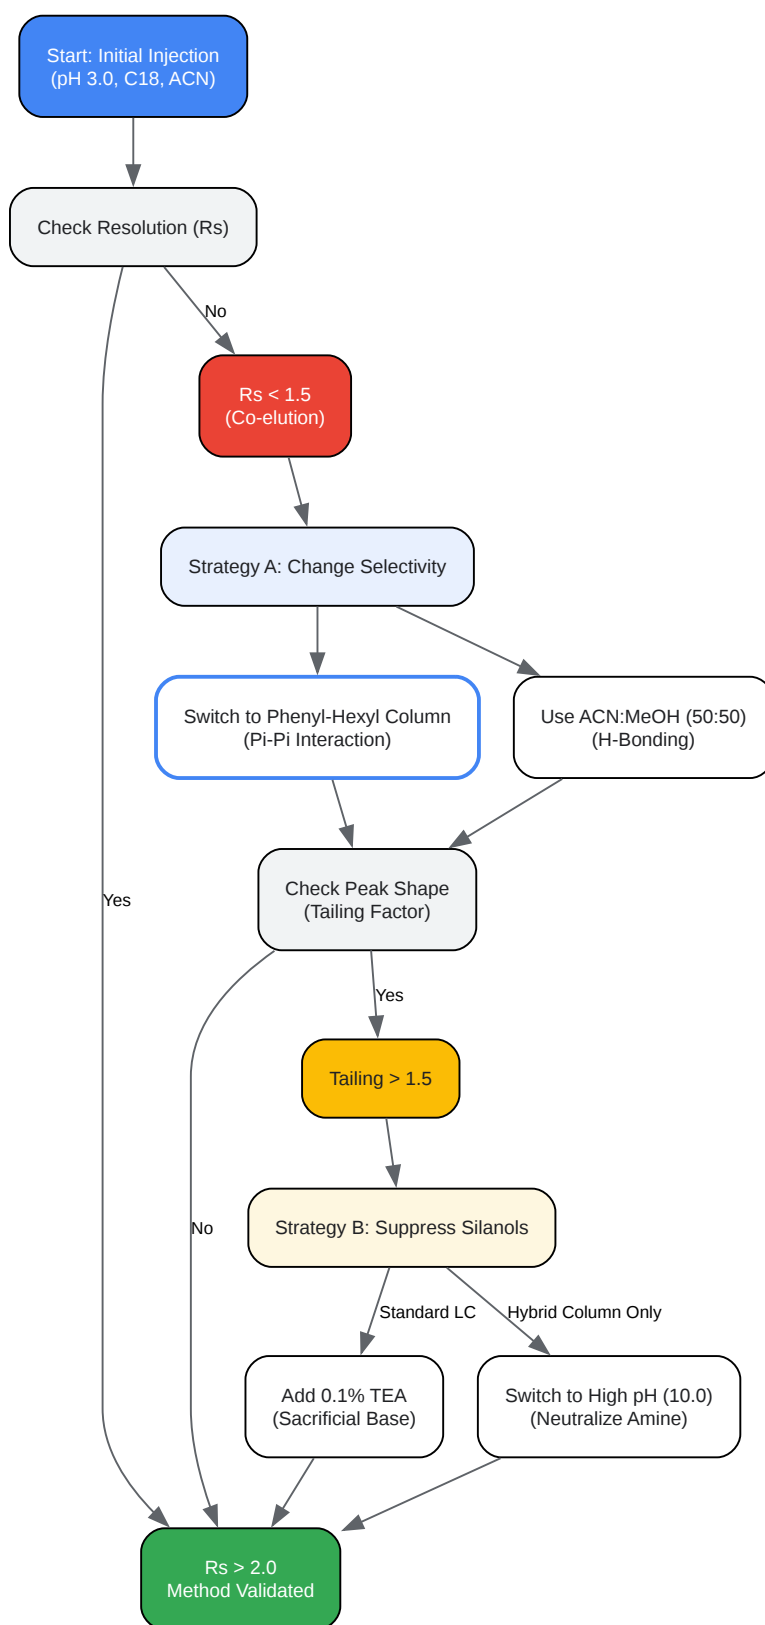 Start: Initial Injection
(pH 3.0, C18, ACN)
Check Resolution (Rs)
No
Rs < 1.5
(Co-elution)
Strategy A: Change Selectivity
Switch to Phenyl-Hexyl Column
(Pi-Pi Interaction)
Use ACN:MeOH (50:50)
(H-Bonding)
Check Peak Shape
(Tailing Factor)
Yes
Yes
Tailing > 1.5
Strategy B: Suppress Silanols
No
Standard LC
Hybrid Column Only
Add 0.1% TEA
(Sacrificial Base)
Switch to High pH (10.0)
(Neutralize Amine)
Rs > 2.0
Method Validated